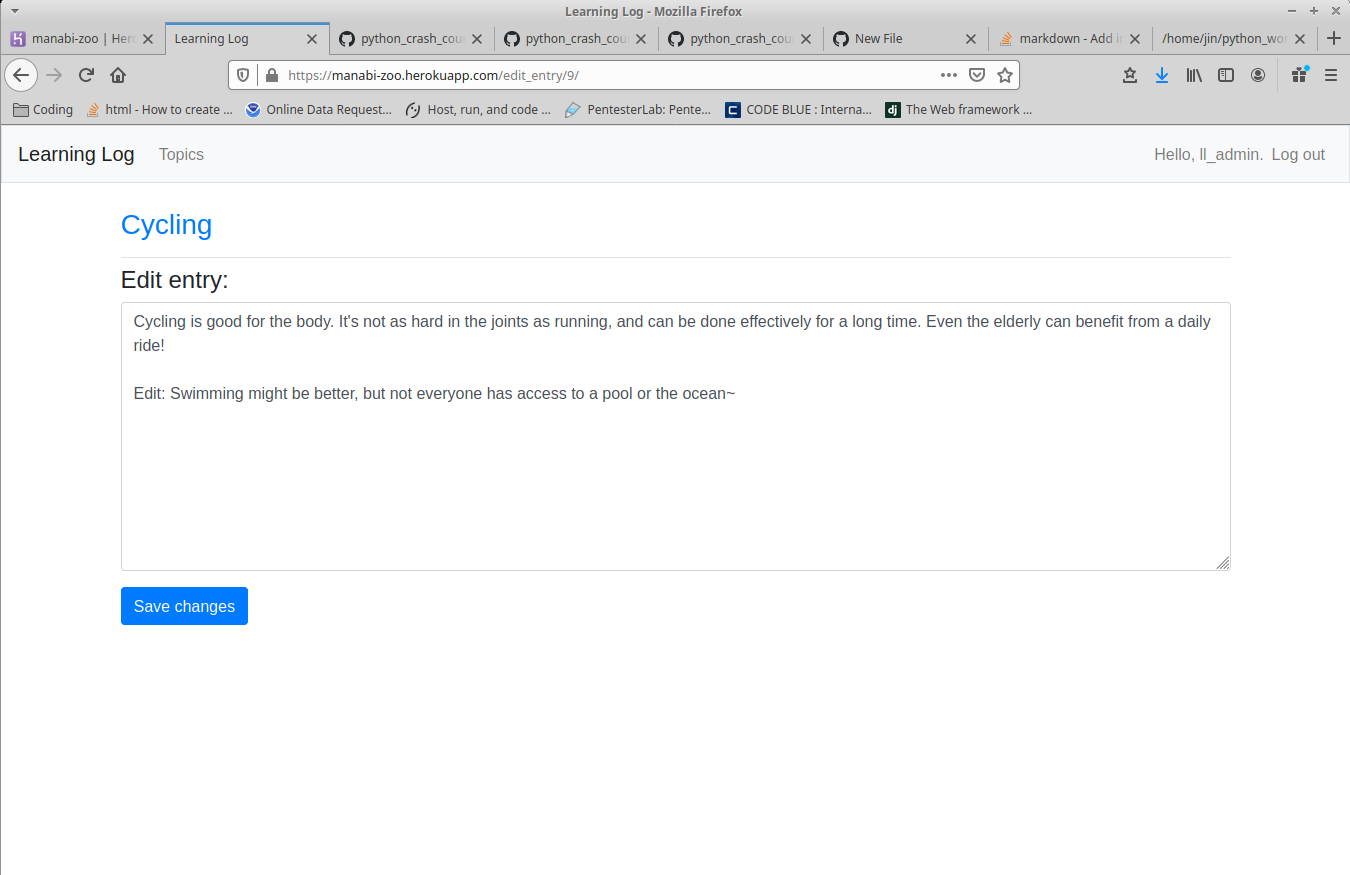 Learning Log - Mozilla Firefox
manabi-zoo | Hero
Learning Log
python_crash_cou
python_crash_cou
python_crash_cou
New File
markdown - Add i
/home/jin/python_wo
https://manabi-zoo.herokuapp.com/edit_entry/9/
Coding
html - How to create ...
Online Data Request...
Host, run, and code ...
PentesterLab: Pente...
CODE BLUE : Interna...
dj
The Web framework ...
Learning Log
Topics
Hello, ll_admin.
Log out
Cycling
Edit entry:
Cycling is good for the body. It's not as hard in the joints as running, and can be done effectively for a long time. Even the elderly can benefit from a daily
ride!
Edit: Swimming might be better, but not everyone has access to a pool or the ocean~
Save changes